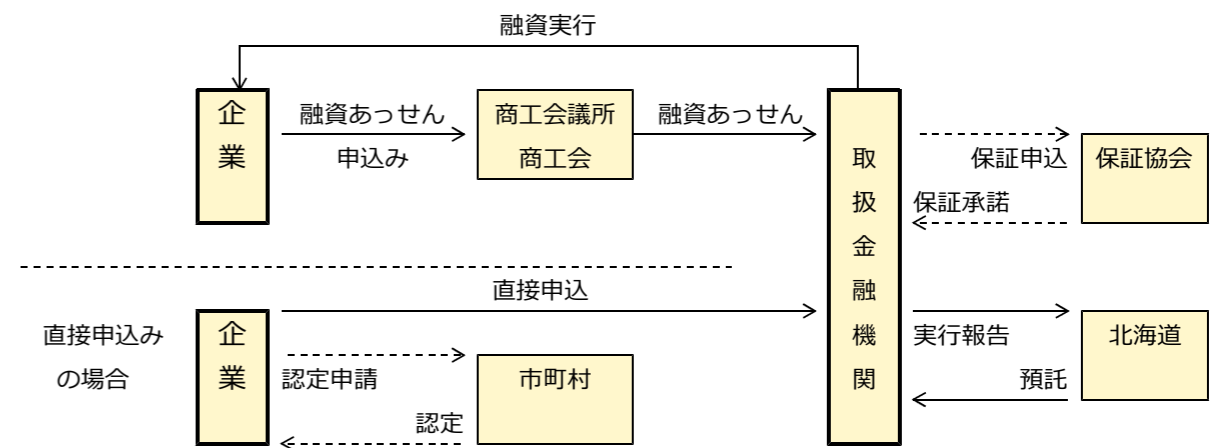 融資実行
企業
融資あっせん
申込み
商工会議所
商工会
融資あっせん
取扱金融機関
保証申込
保証協会
保証承諾
直接申込
直接申込み
の場合
企業
認定申請
市町村
認定
実行報告
北海道
預託